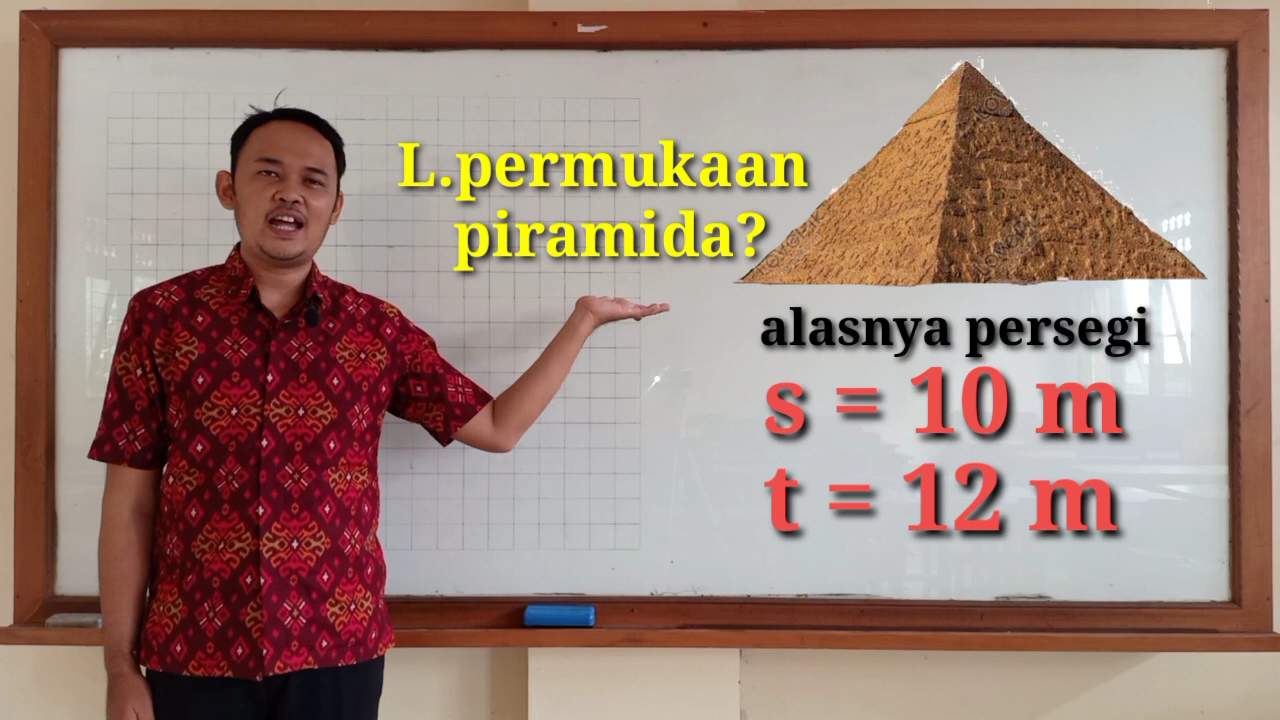 L.permukaan
piramida?
alasnya persegi
s = 10 m
t = 12 m